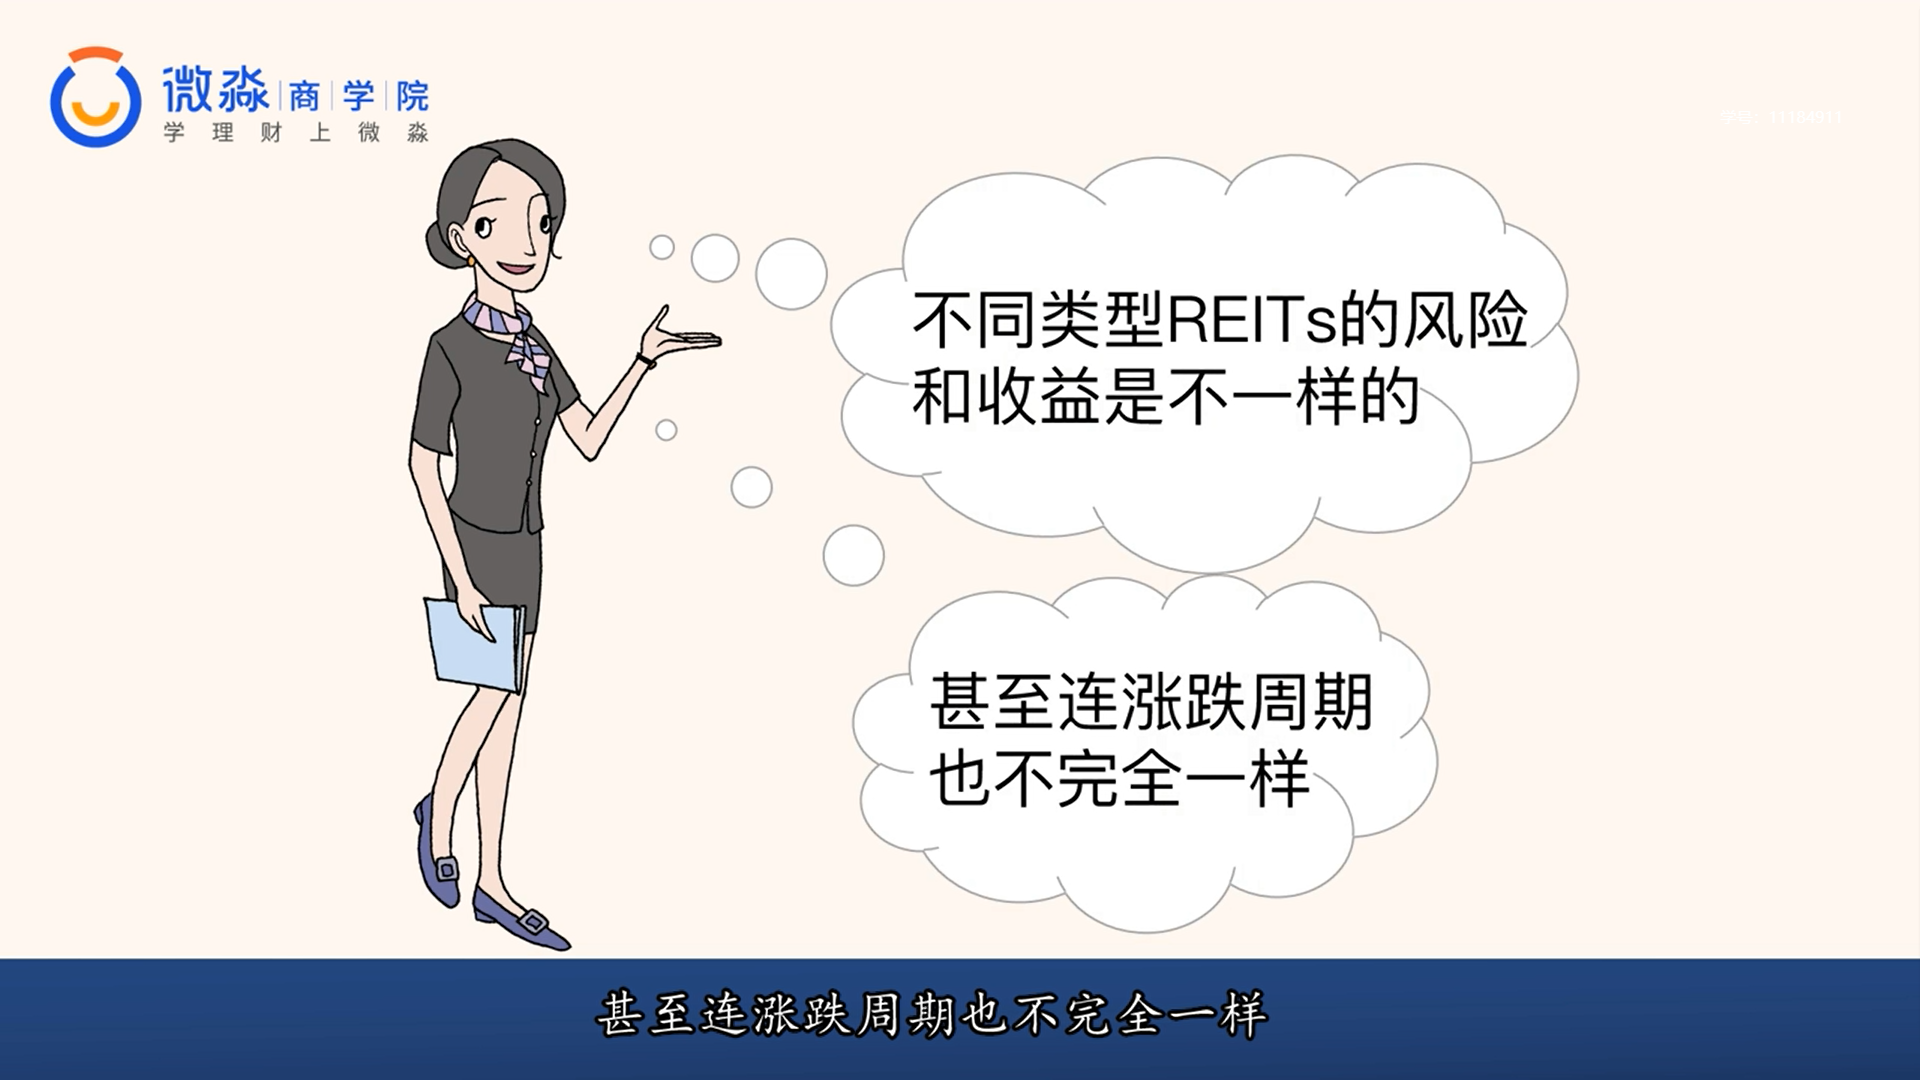 微淼 商 学 院
学理财上微淼
学号：11184911
不同类型REITs的风险
和收益是不一样的
甚至连涨跌周期
也不完全一样
甚至连涨跌周期也不完全一样